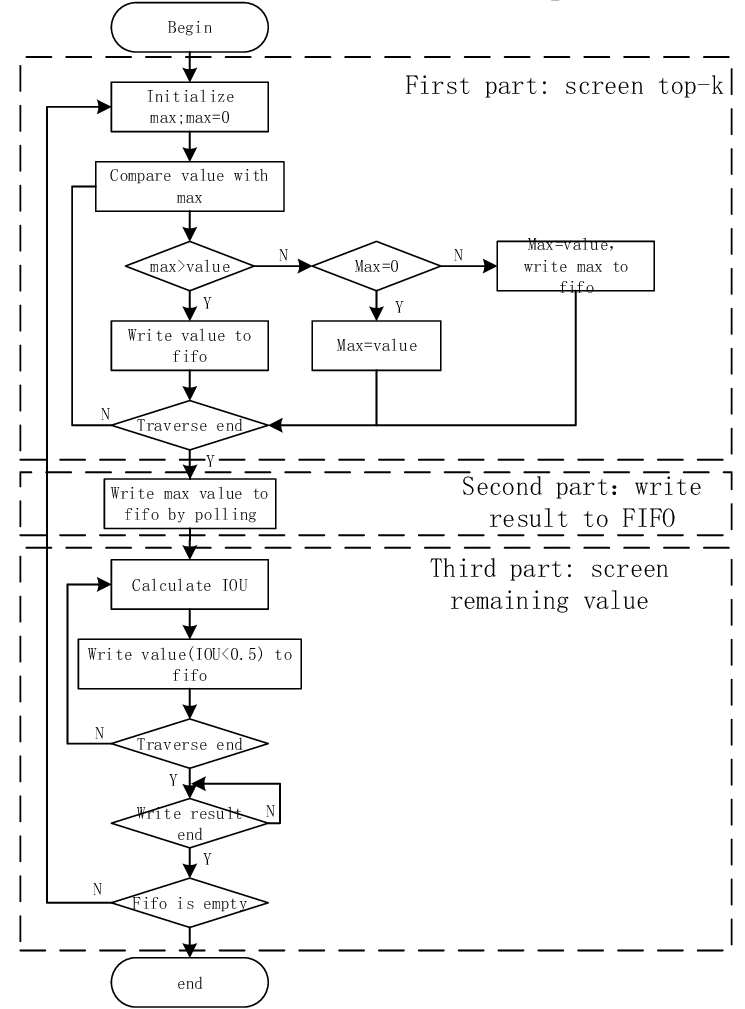 Begin
First part: screen top-k
Initialize
max;max=0
Compare value with
max
max>value
N
Max=0
N
Max=value,
write max to
fifo
Y
Y
Write value to
fifo
Max=value
N
Traverse end
Y
Write max value to
fifo by polling
Second part: write
result to FIFO
Third part: screen
remaining value
Calculate IOU
Write value(IOU<0.5) to
fifo
N
Traverse end
Y
Write result
end
N
Y
N
Fifo is empty
end